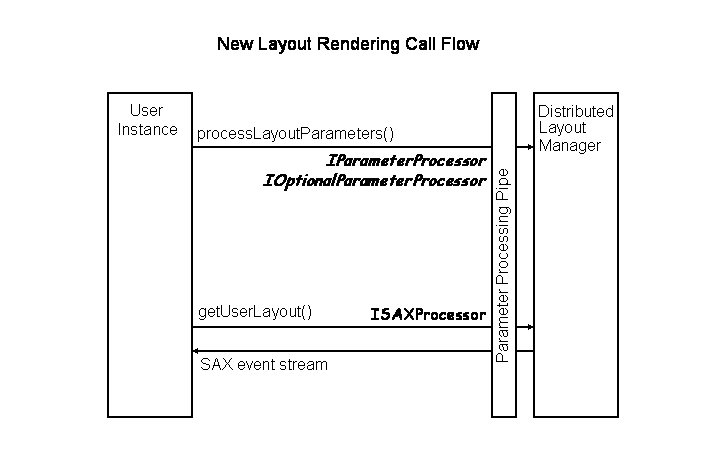 New Layout Rendering Call Flow
User
Instance
processLayoutParameters()
IParameterProcessor
IOptionalParameterProcessor
Parameter Processing Pipe
Distributed
Layout
Manager
getUserLayout()
ISAXProcessor
SAX event stream